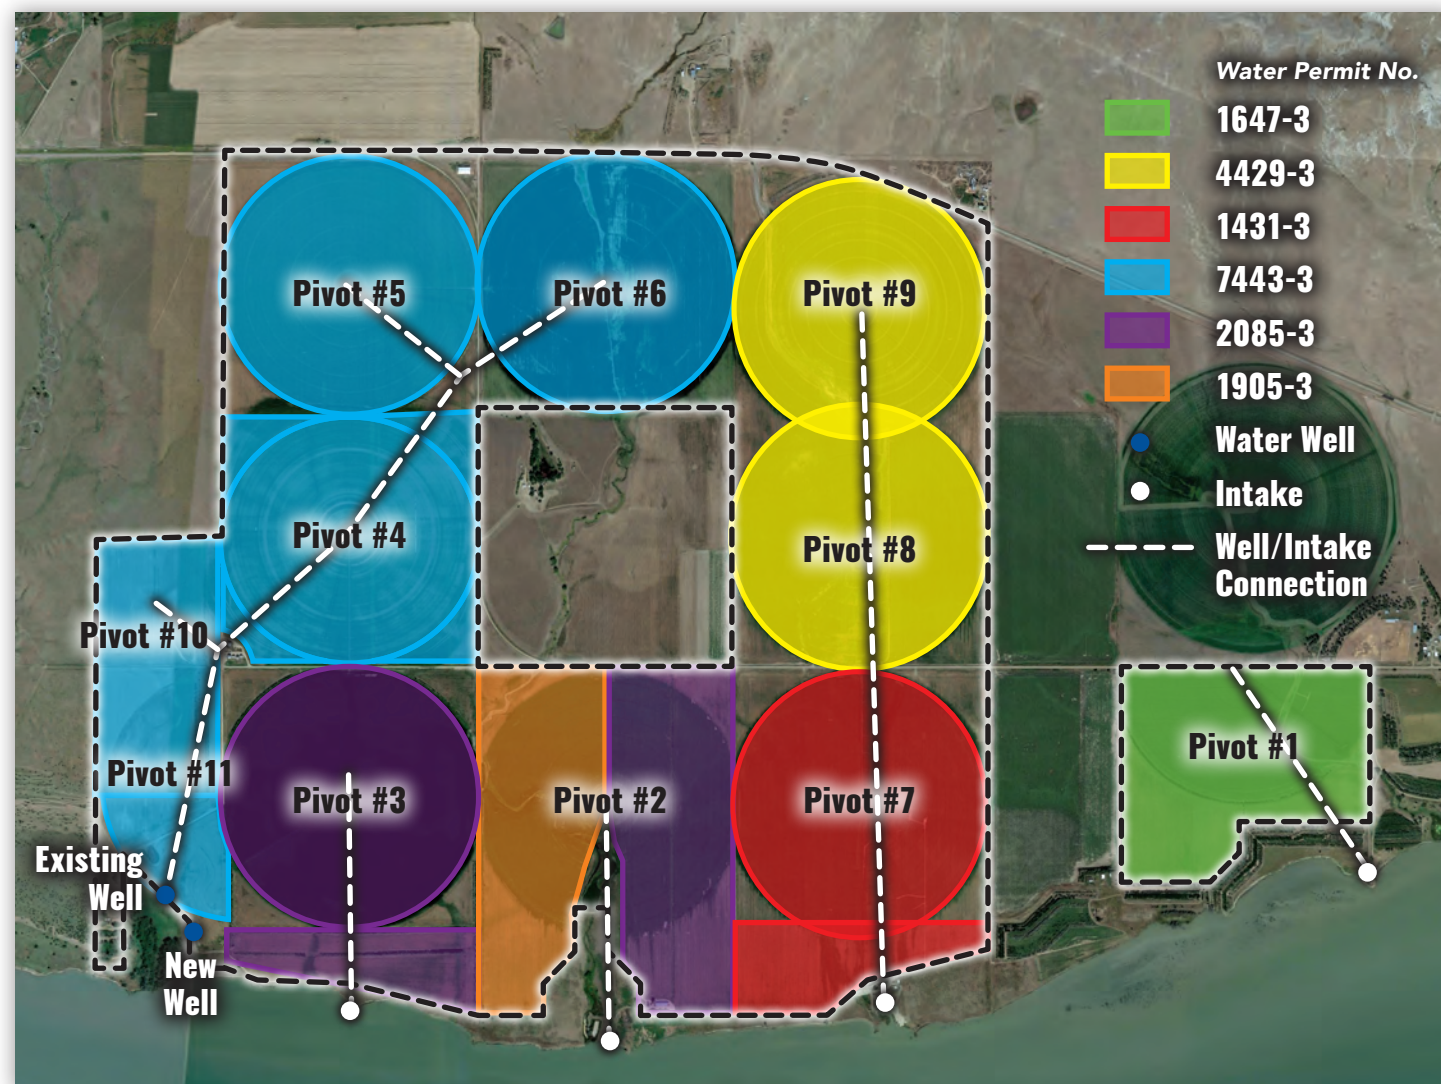 Water Permit No.
1647-3
4429-3
1431-3
7443-3
2085-3
1905-3
Water Well
Intake
Well/Intake
Connection
Pivot #5
Pivot #6
Pivot #9
Pivot #4
Pivot #8
Pivot #10
Pivot #11
Pivot #3
Pivot #2
Pivot #7
Pivot #1
Existing
Well
New
Well